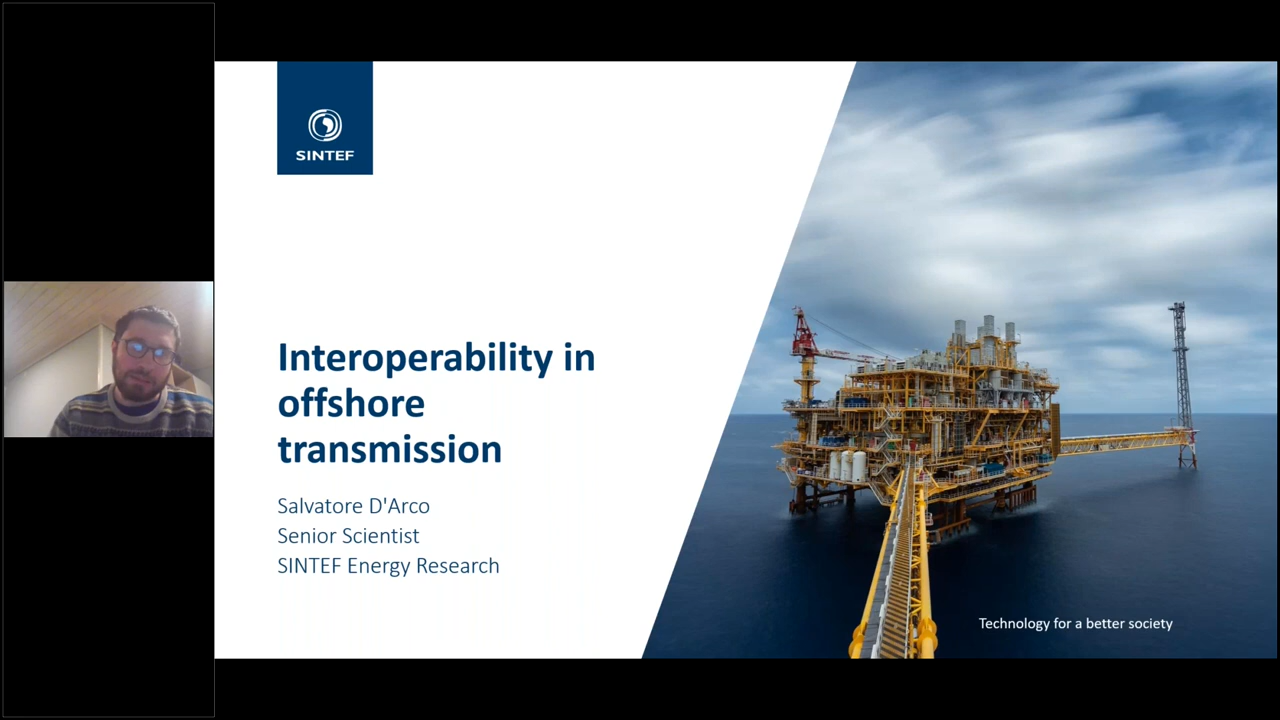 SINTEF
Interoperability in
offshore
transmission
Salvatore D'Arco
Senior Scientist
SINTEF Energy Research
Technology for a better society